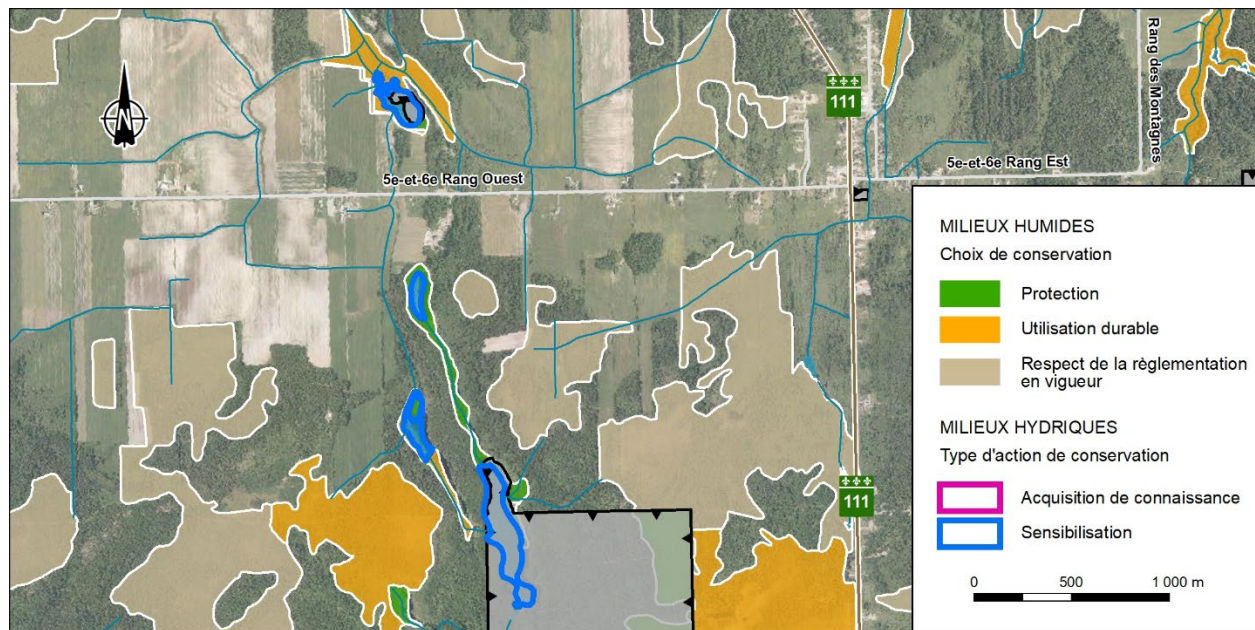 N
111
Rang des Montagnes
5e-et-6e Rang Ouest
5e-et-6e Rang Est
111
MILIEUX HUMIDES
Choix de conservation
Protection
Utilisation durable
Respect de la règlementation
en vigueur
MILIEUX HYDRIQUES
Type d'action de conservation
Acquisition de connaissance
Sensibilisation
0 500 1 000 m